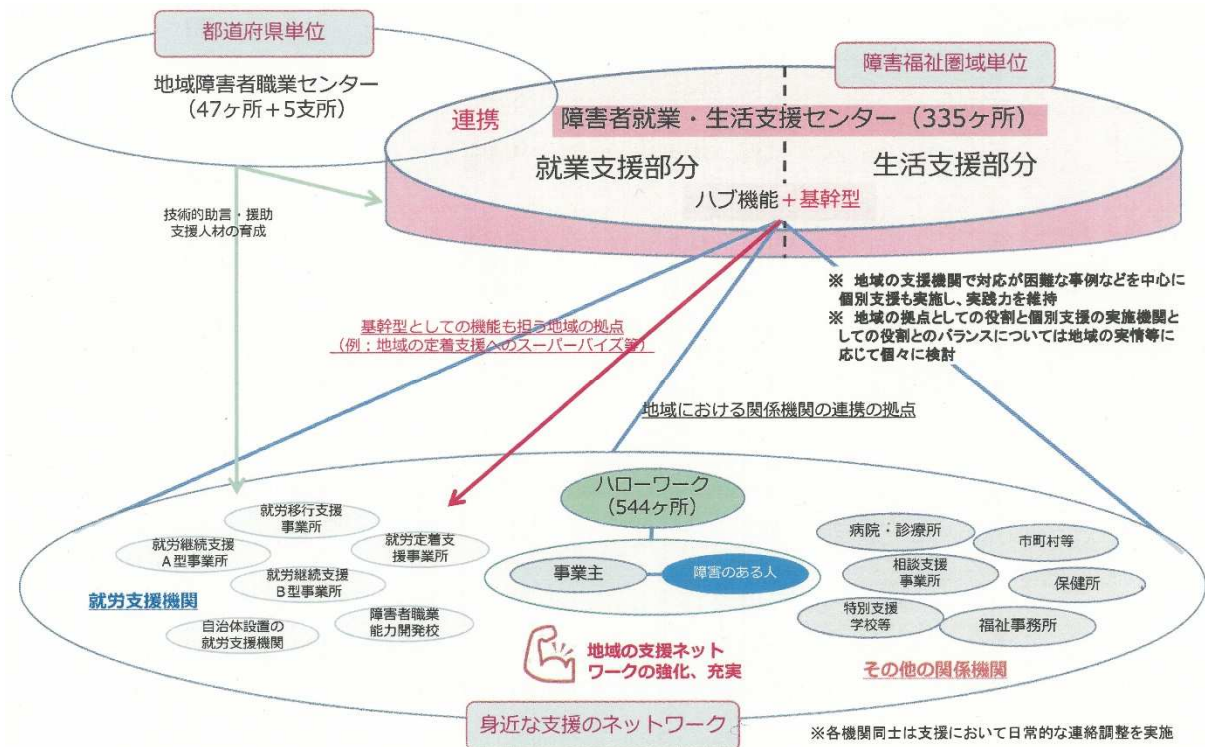 都道府県単位
地域障害者職業センター
（47ヶ所＋5支所）
障害福祉圏域単位
連携
障害者就業・生活支援センター（335ヶ所）
就業支援部分
生活支援部分
ハブ機能＋基幹型
技術的助言・援助
支援人材の育成
※ 地域の支援機関で対応が困難な事例などを中心に
個別支援も実施し、実践力を維持
※ 地域の拠点としての役割と個別支援の実施機関と
しての役割とのバランスについては地域の実情等に
応じて個々に検討
基幹型としての機能も担う地域の拠点
（例：地域の定着支援へのスーパーバイズ等）
地域における関係機関の連携の拠点
ハローワーク
（544ヶ所）
事業主
障害のある人
就労移行支援
事業所
就労継続支援
A型事業所
就労定着支
援事業所
就労継続支援
B型事業所
就労支援機関
障害者職業
能力開発校
自治体設置の
就労支援機関
病院・診療所
市町村等
相談支援
事業所
保健所
特別支援
学校等
福祉事務所
地域の支援ネット
ワークの強化、充実
その他の関係機関
身近な支援のネットワーク
※各機関同士は支援において日常的な連絡調整を実施